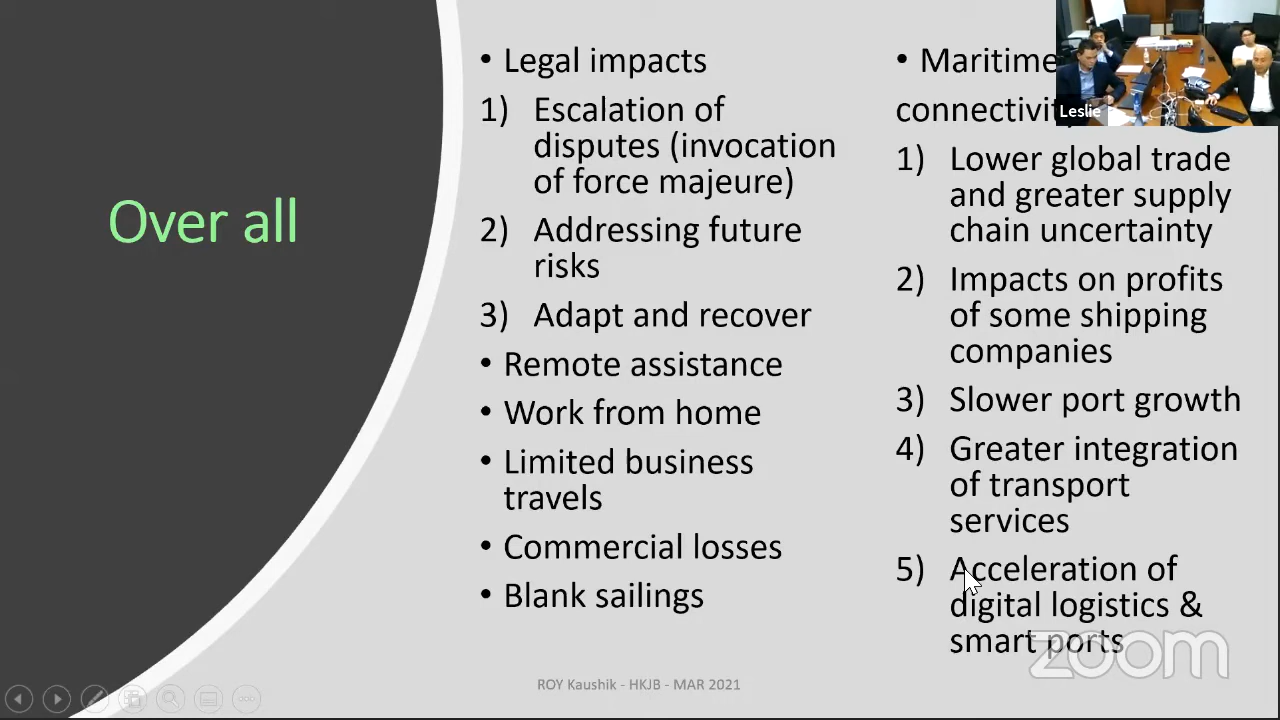 Over all
• Legal impacts
1) Escalation of
disputes (invocation
of force majeure)
2) Addressing future
risks
3) Adapt and recover
• Remote assistance
• Work from home
• Limited business
travels
• Commercial losses
• Blank sailings
• Maritime
connectivi
1) Lower global trade
and greater supply
chain uncertainty
2) Impacts on profits
of some shipping
companies
3) Slower port growth
4) Greater integration
of transport
services
5) Acceleration of
digital logistics &
smart ports
Leslie
zoom
ROY Kaushik - HKJB - MAR 2021